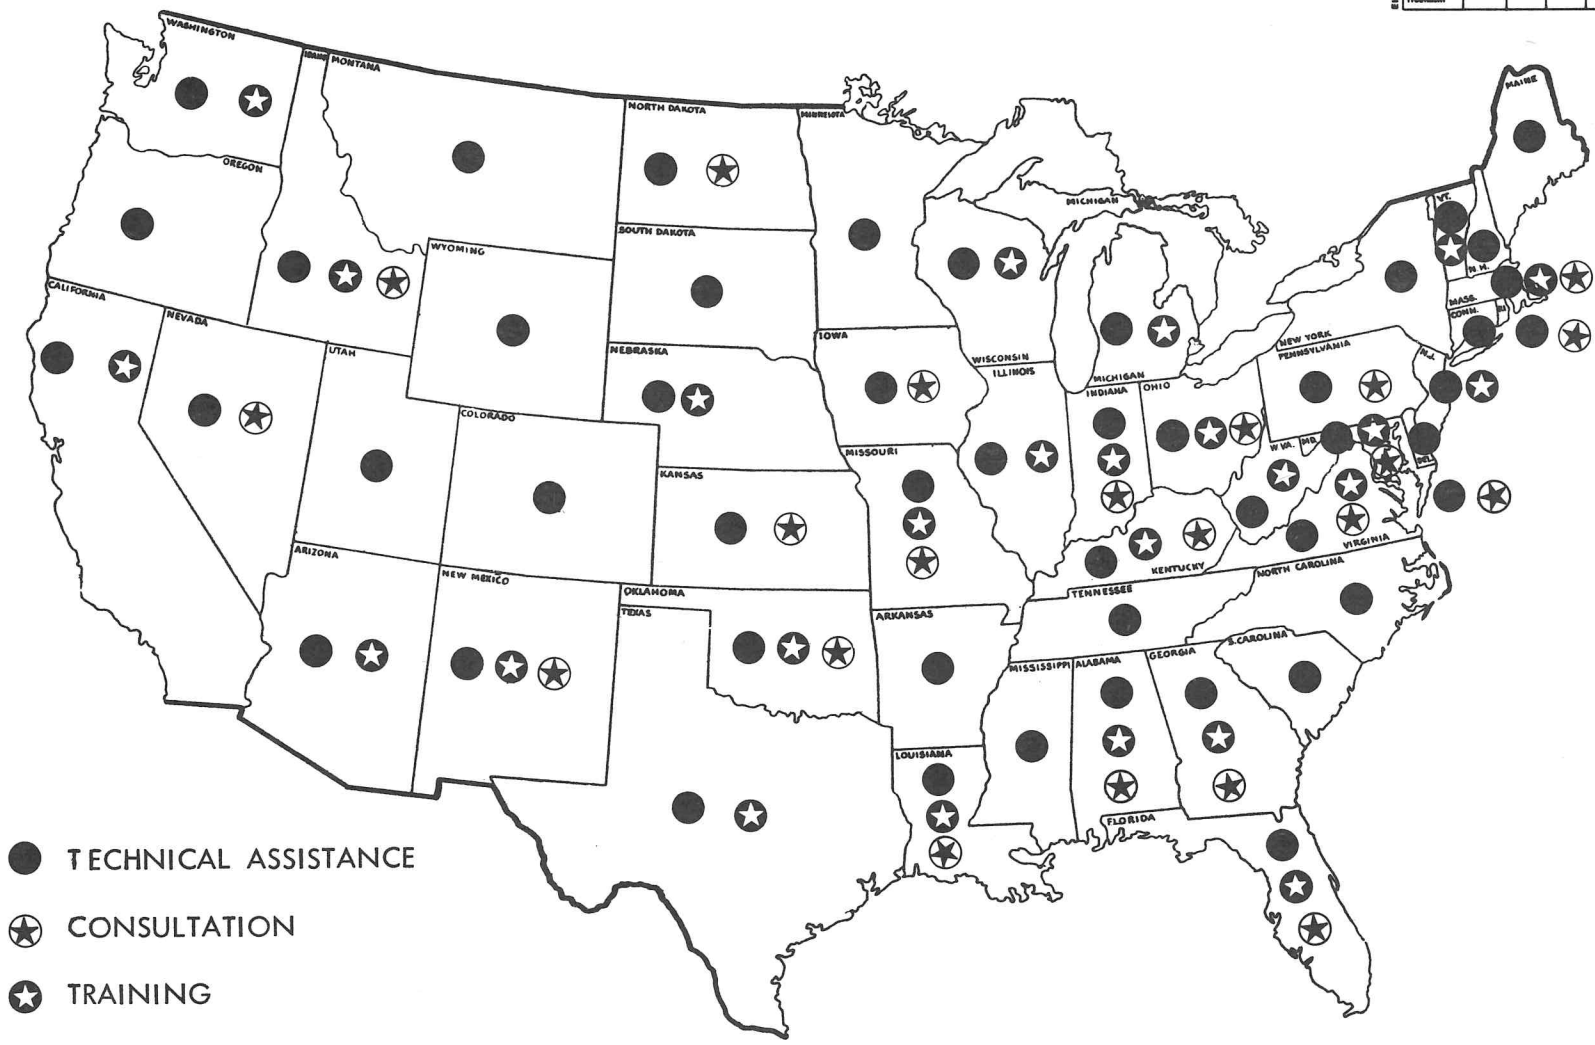 WASHINGTON
IDAHO
MONTANA
NORTH DAKOTA
MINNESOTA
MAINE
OREGON
MICHIGAN
VT.
SOUTH DAKOTA
WYOMING
N. H.
CALIFORNIA
MASS.
NEVADA
CONN.
RI
IOWA
NEW YORK
UTAH
NEBRASKA
WISCONSIN
PENNSYLVANIA
N.J.
ILLINOIS
MICHIGAN
INDIANA
OHIO
COLORADO
MISSOURI
W VA.
MD.
DEL.
KANSAS
VIRGINIA
ARIZONA
NEW MEXICO
KENTUCKY
NORTH CAROLINA
OKLAHOMA
TENNESSEE
TEXAS
ARKANSAS
S.CAROLINA
MISSISSIPPI
ALABAMA
GEORGIA
LOUISIANA
FLORIDA
TECHNICAL ASSISTANCE
CONSULTATION
TRAINING